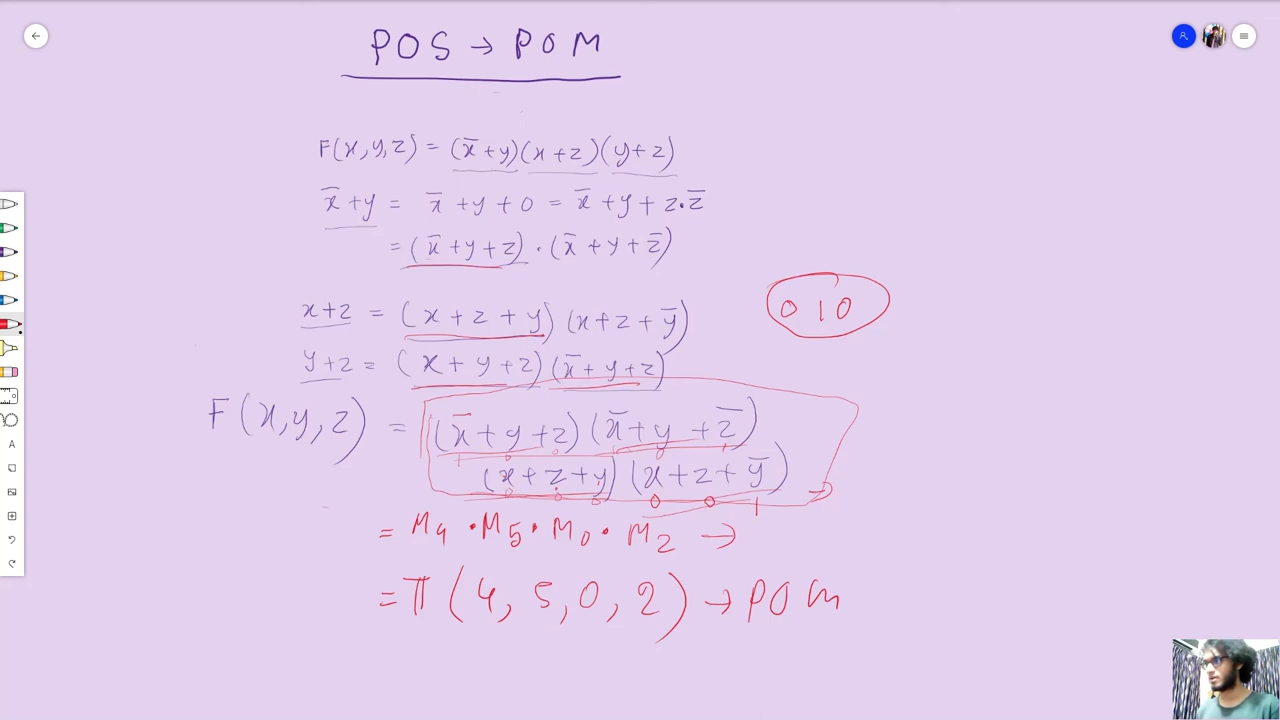 POS → POM
F(x,y,z) = (x̅+y)(x+z)(y+z)
x̅+y = x̅+y+0 = x̅+y+z•z̅
= (x̅+y+z)•(x̅+y+z̅)
x+z = (x+z+y)(x+z+y̅)
0 1 0
y+z = (x+y+z)(x̅+y+z)
F(x,y,z) = (x̅+y+z)(x̅+y+z̅)
(x+z+y)(x+z+y̅)
0 0 1
= M₄•M₅•M₀•M₂ →
= π(4, 5, 0, 2) → POM
A